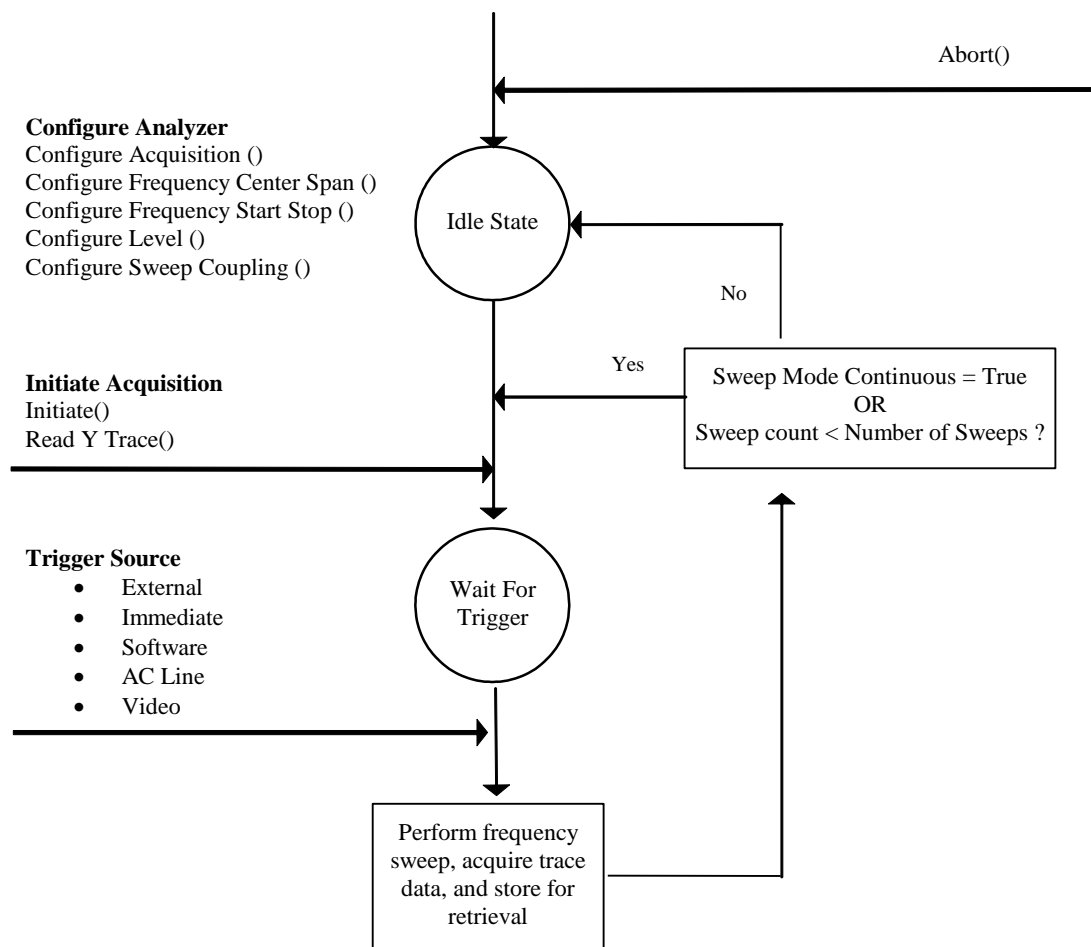 Abort()
Configure Analyzer
Configure Acquisition ()
Configure Frequency Center Span ()
Configure Frequency Start Stop ()
Configure Level ()
Configure Sweep Coupling ()
Idle State
No
Yes
Sweep Mode Continuous = True
OR
Sweep count < Number of Sweeps ?
Initiate Acquisition
Initiate()
Read Y Trace()
Trigger Source
• External
• Immediate
• Software
• AC Line
• Video
Wait For
Trigger
Perform frequency
sweep, acquire trace
data, and store for
retrieval